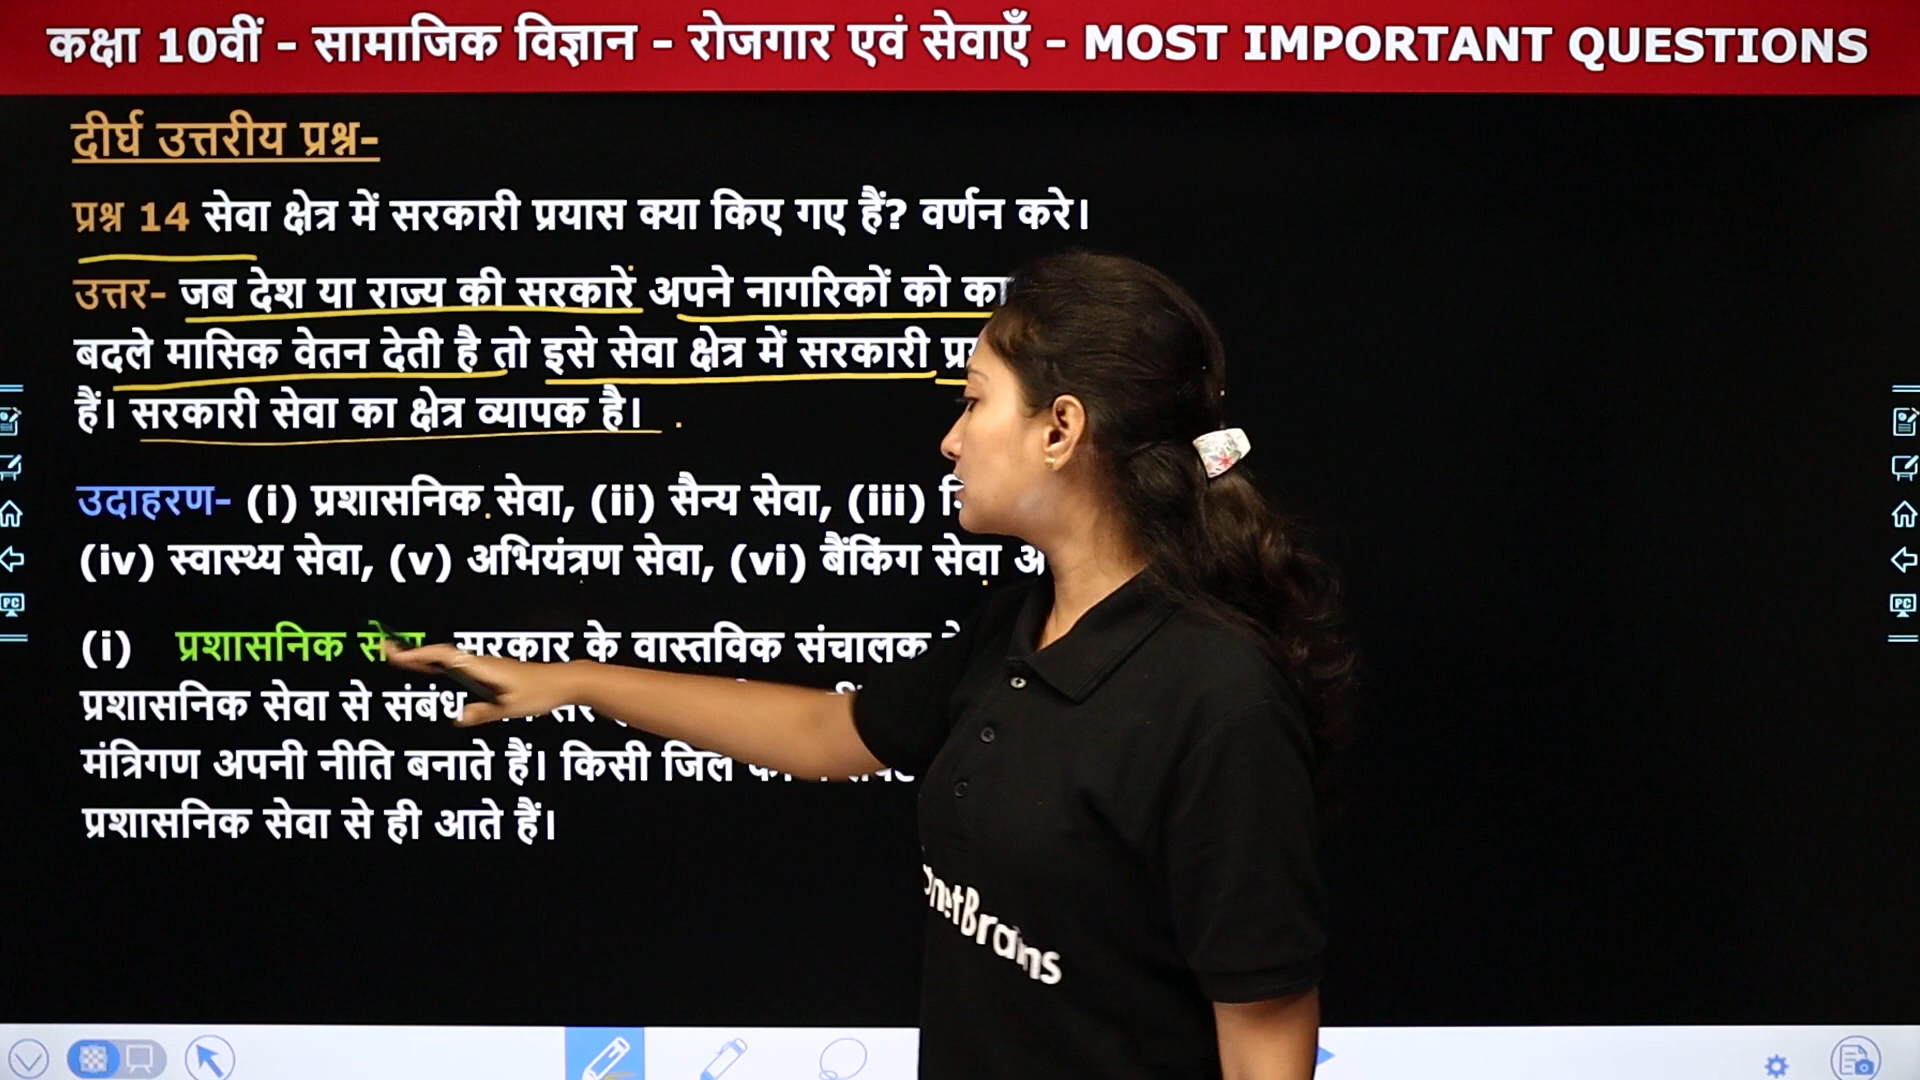 कक्षा 10वीं - सामाजिक विज्ञान - रोजगार एवं सेवाएँ - MOST IMPORTANT QUESTIONS
दीर्घ उत्तरीय प्रश्न-
प्रश्न 14 सेवा क्षेत्र में सरकारी प्रयास क्या किए गए हैं? वर्णन करे।
उत्तर- जब देश या राज्य की सरकारें अपने नागरिकों को
बदले मासिक वेतन देती है तो इसे सेवा क्षेत्र में सरकारी
हैं। सरकारी सेवा का क्षेत्र व्यापक है।
उदाहरण- (i) प्रशासनिक सेवा, (ii) सैन्य सेवा, (iii)
(iv) स्वास्थ्य सेवा, (v) अभियंत्रण सेवा, (vi) बैंकिंग सेवा
(i) प्रशासनिक सेवा सरकार के वास्तविक संचालक
प्रशासनिक सेवा से
मंत्रिगण अपनी नीति बनाते हैं। किसी
प्रशासनिक सेवा से ही आते हैं।
PC
PC